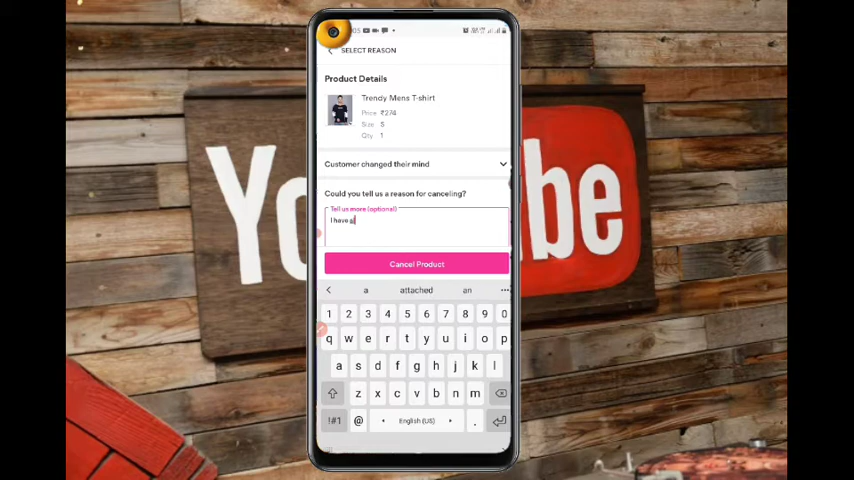 SELECT REASON
Product Details
Trendy Mens T-shirt
Price ₹274
Size S
Qty 1
Customer changed their mind
Could you tell us a reason for canceling?
Tell us more (optional)
I have a
Cancel Product
a attached an
1 2 3 4 5 6 7 8 9 0
q w e r t y u i o p
a s d f g h j k l
z x c v b n m
!#1 @ English (US) .
YouTube